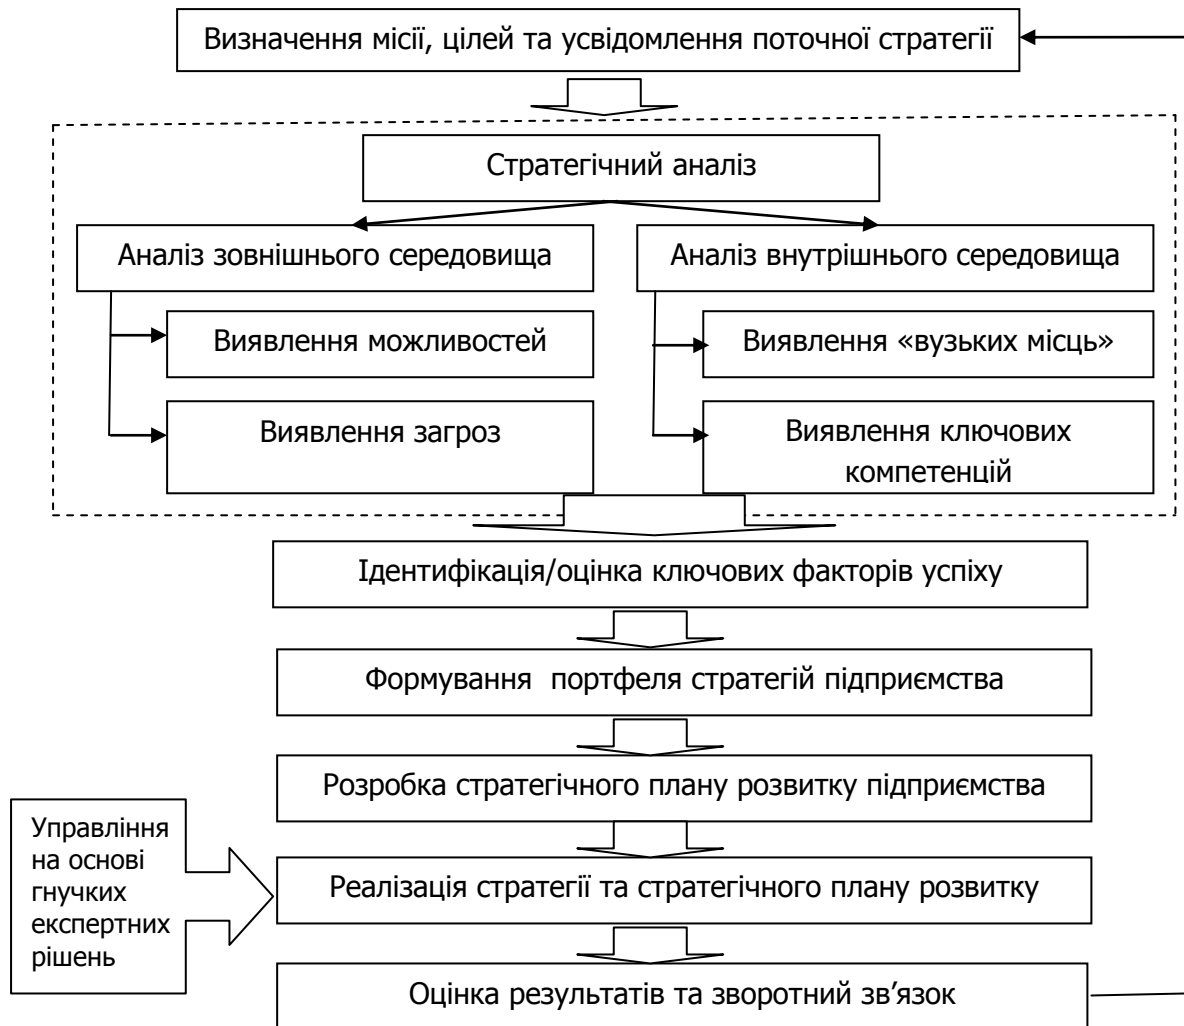 Визначення місії, цілей та усвідомлення поточної стратегії
Стратегічний аналіз
Аналіз зовнішнього середовища
Аналіз внутрішнього середовища
Виявлення можливостей
Виявлення «вузьких місць»
Виявлення загроз
Виявлення ключових
компетенцій
Ідентифікація/оцінка ключових факторів успіху
Формування портфеля стратегій підприємства
Розробка стратегічного плану розвитку підприємства
Управління
на основі
гнучких
експертних
рішень
Реалізація стратегії та стратегічного плану розвитку
Оцінка результатів та зворотний зв’язок